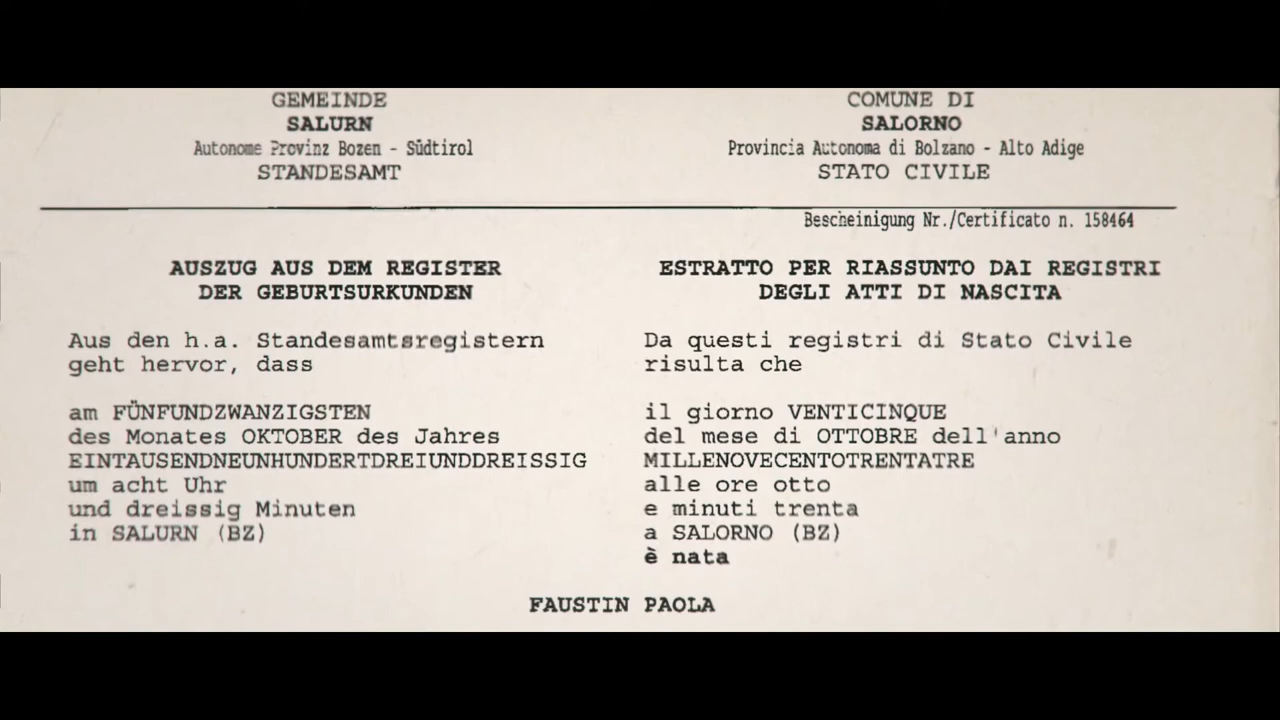 GEMEINDE
SALURN
Autonome Provinz Bozen - Südtirol
STANDESAMT
COMUNE DI
SALORNO
Provincia Autonoma di Bolzano - Alto Adige
STATO CIVILE
Bescheinigung Nr./Certificato n. 158464
AUSZUG AUS DEM REGISTER
DER GEBURTSURKUNDEN
Aus den h.a. Standesamtsregistern
geht hervor, dass
am FÜNFUNDZWANZIGSTEN
des Monates OKTOBER des Jahres
EINTAUSENDNEUNHUNDERTDREIUNDDREISSIG
um acht Uhr
und dreissig Minuten
in SALURN (BZ)
ESTRATTO PER RIASSUNTO DAI REGISTRI
DEGLI ATTI DI NASCITA
Da questi registri di Stato Civile
risulta che
il giorno VENTICINQUE
del mese di OTTOBRE dell'anno
MILLENOVECENTOTRENTATRE
alle ore otto
e minuti trenta
a SALORNO (BZ)
è nata
FAUSTIN PAOLA